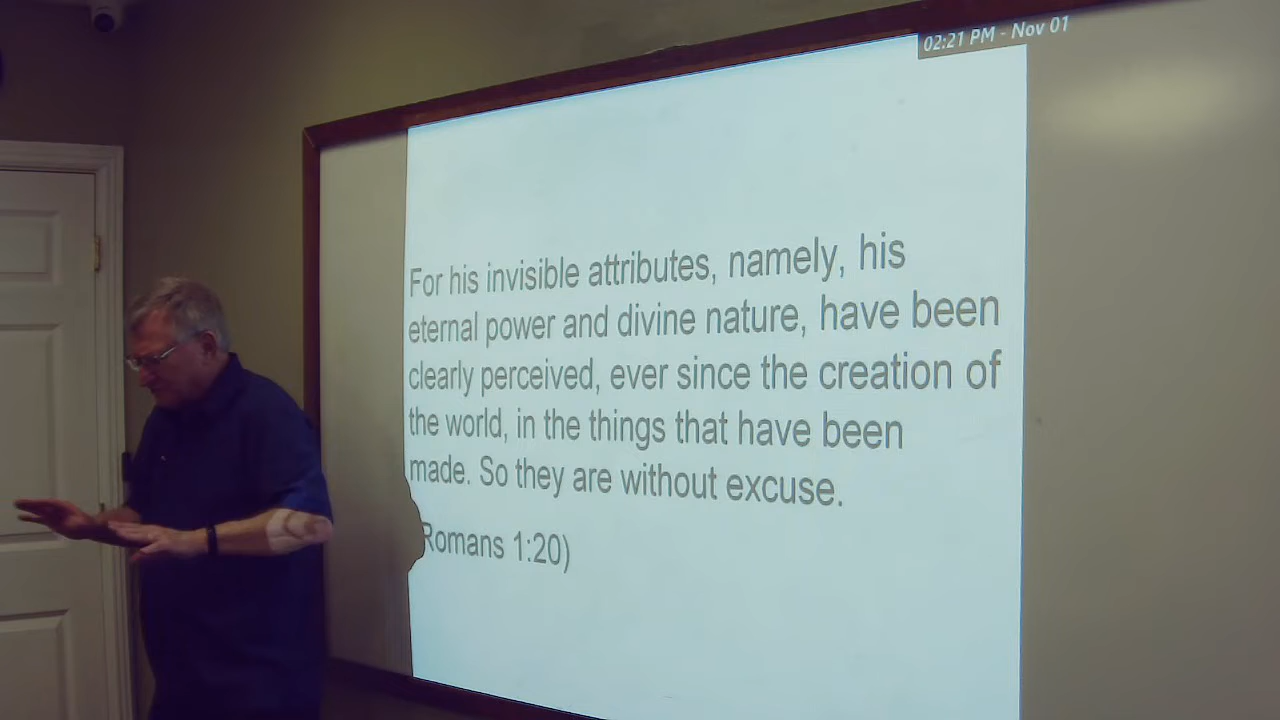 02:21 PM - Nov 01
For his invisible attributes, namely, his
eternal power and divine nature, have been
clearly perceived, ever since the creation of
the world, in the things that have been
made. So they are without excuse.
Romans 1:20)